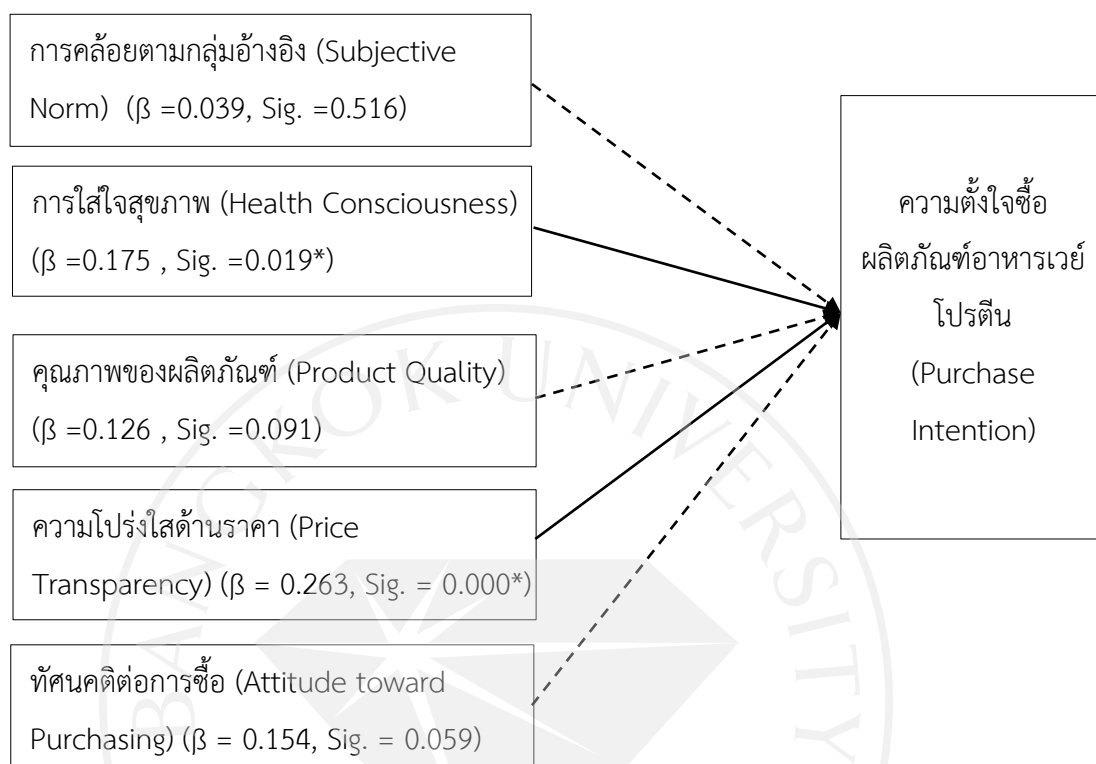 การคล้อยตามกลุ่มอ้างอิง (Subjective
Norm) (ß =0.039, Sig. =0.516)
การใส่ใจสุขภาพ (Health Consciousness)
(ß =0.175 , Sig. =0.019*)
คุณภาพของผลิตภัณฑ์ (Product Quality)
(ß =0.126 , Sig. =0.091)
ความโปร่งใสด้านราคา (Price
Transparency) (ß = 0.263, Sig. = 0.000*)
ทัศนคติต่อการซื้อ (Attitude toward
Purchasing) (ß = 0.154, Sig. = 0.059)
ความตั้งใจซื้อ
ผลิตภัณฑ์อาหารเวย์
โปรตีน
(Purchase
Intention)
BANGKOK UNIVERSITY